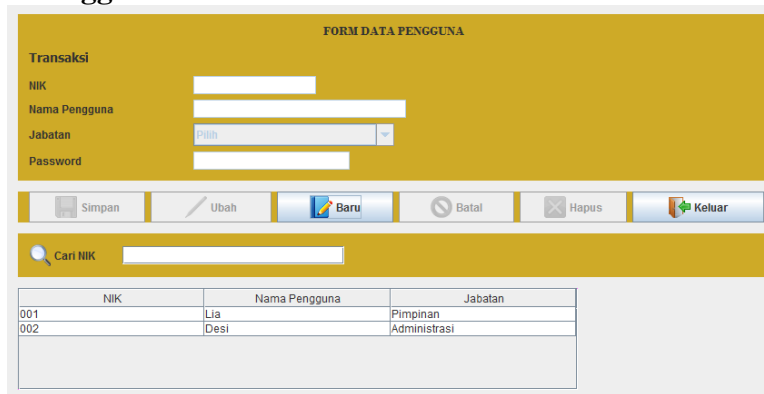 FORM DATA PENGGUNA
Transaksi
NIK
Nama Pengguna
Jabatan Pilih
Password
Simpan Ubah Baru Batal Hapus Keluar
Cari NIK
NIK Nama Pengguna Jabatan
001 Lia Pimpinan
002 Desi Administrasi